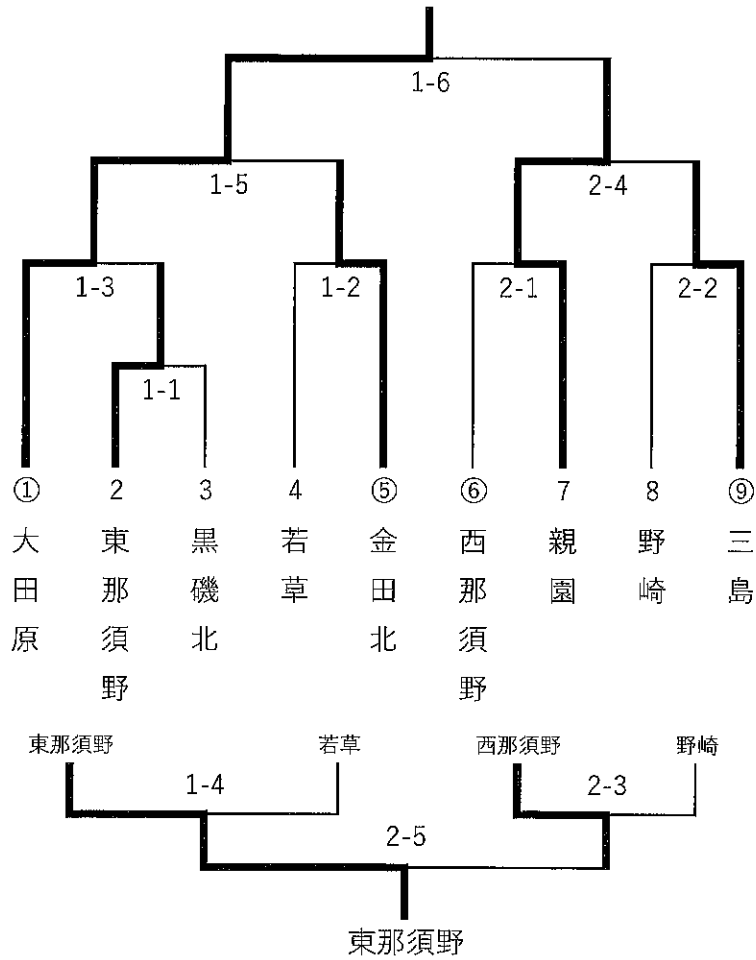 1-6
1-5
2-4
1-3
1-2
2-1
2-2
1-1
① 2 3 4 ⑤ ⑥ 7 8 ⑨
大田原
東那須野
黒磯北
若草
金田北
西那須野
親園
野崎
三島
東那須野 若草 西那須野 野崎
1-4
2-3
2-5
東那須野